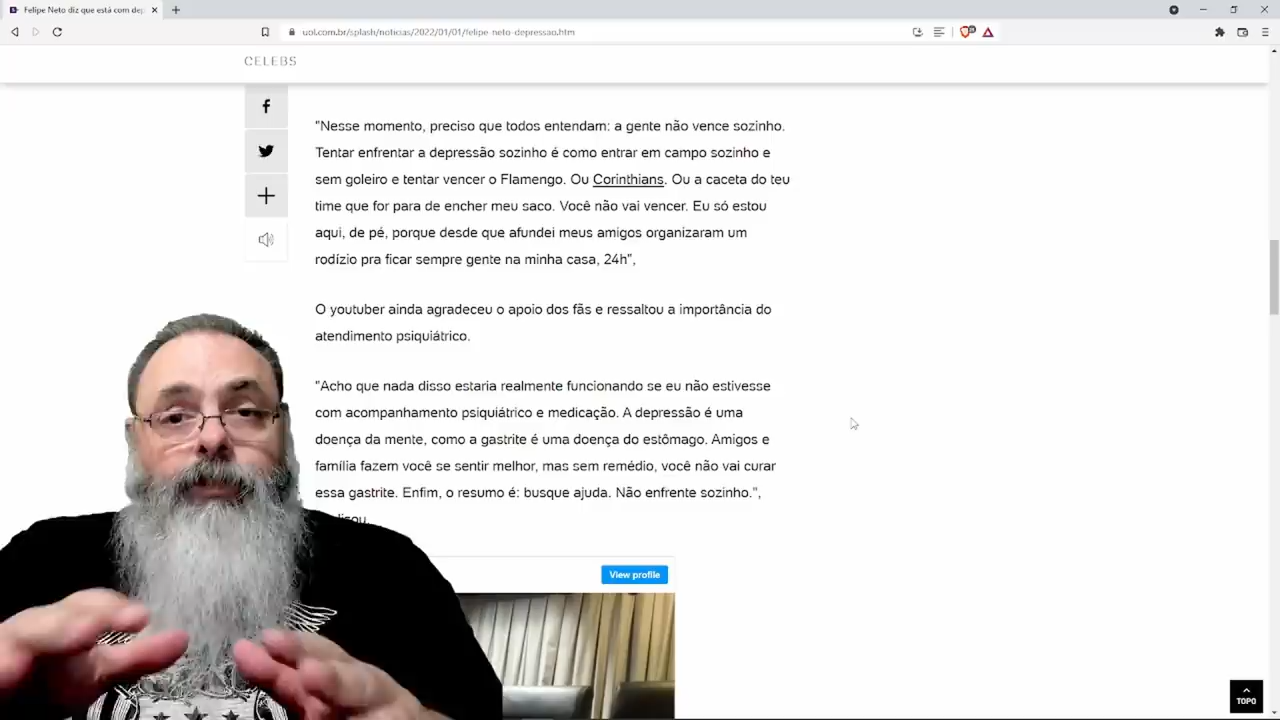 Felipe Neto diz que está com dep
uol.com.br/splash/noticias/2022/01/01/felipe-neto-depressao.htm
CELEBS
"Nesse momento, preciso que todos entendam: a gente não vence sozinho.
Tentar enfrentar a depressão sozinho é como entrar em campo sozinho e
sem goleiro e tentar vencer o Flamengo. Ou Corinthians. Ou a caceta do teu
time que for para de encher meu saco. Você não vai vencer. Eu só estou
aqui, de pé, porque desde que afundei meus amigos organizaram um
rodízio pra ficar sempre gente na minha casa, 24h",
O youtuber ainda agradeceu o apoio dos fãs e ressaltou a importância do
atendimento psiquiátrico.
"Acho que nada disso estaria realmente funcionando se eu não estivesse
com acompanhamento psiquiátrico e medicação. A depressão é uma
doença da mente, como a gastrite é uma doença do estômago. Amigos e
família fazem você se sentir melhor, mas sem remédio, você não vai curar
essa gastrite. Enfim, o resumo é: busque ajuda. Não enfrente sozinho.",
View profile
TOPO